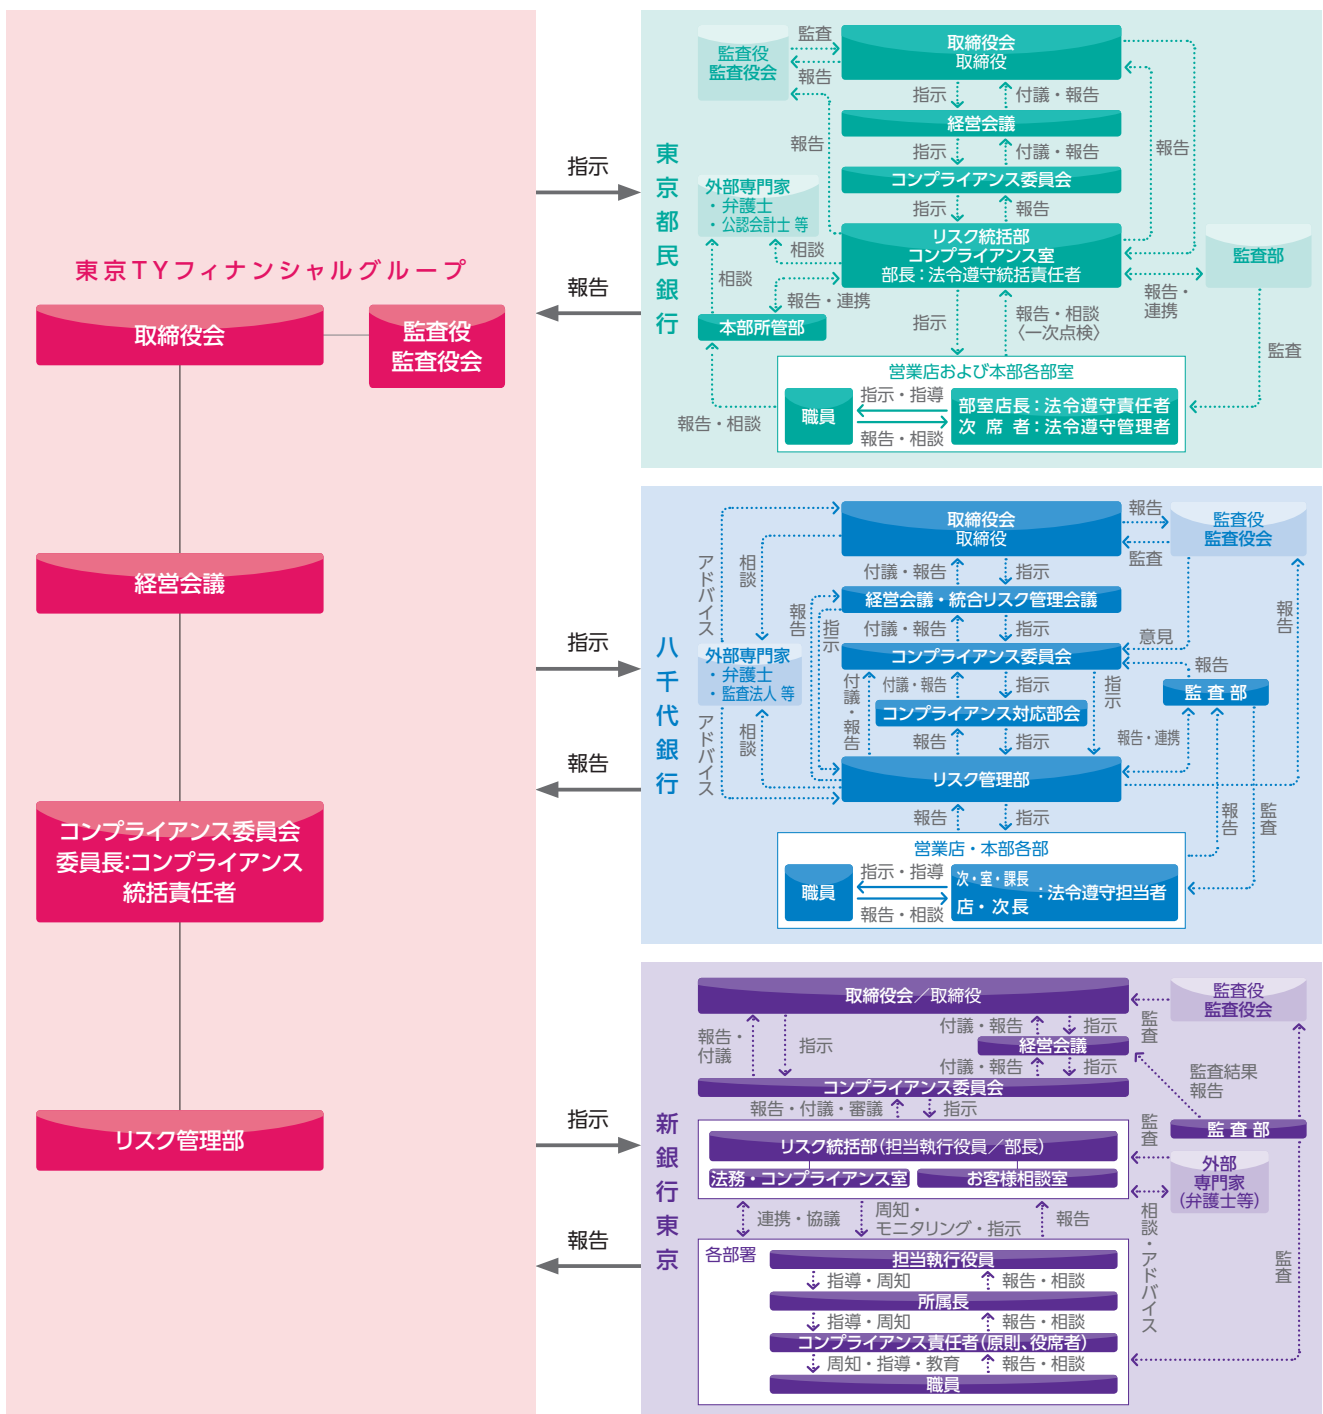 東京TYフィナンシャルグループ
取締役会
監査役
監査役会
経営会議
コンプライアンス委員会
委員長:コンプライアンス
統括責任者
リスク管理部
指示
報告
指示
報告
指示
報告
東京都民銀行
監査役
監査役会
監査
報告
取締役会
取締役
指示
付議・報告
経営会議
報告
指示
付議・報告
報告
コンプライアンス委員会
外部専門家
・弁護士
・公認会計士 等
指示
報告
リスク統括部
コンプライアンス室
部長:法令遵守統括責任者
監査部
相談
相談
報告・連携
報告・
連携
本部所管部
指示
報告・相談
〈一次点検〉
監査
営業店および本部各部室
職員
指示・指導
報告・相談
部室店長:法令遵守責任者
次席者:法令遵守管理者
報告・相談
八千代銀行
取締役会
取締役
報告
監査
監査役
監査役会
アドバイス
相談
付議・報告
指示
経営会議・統合リスク管理会議
報告
指示
付議・報告
指示
意見
報告
コンプライアンス委員会
外部専門家
・弁護士
・監査法人 等
報告
付議・報告
付議・報告
指示
指示
監査部
コンプライアンス対応部会
アドバイス
相談
報告
指示
報告・連携
リスク管理部
報告
指示
報告
監査
営業店・本部各部
職員
指示・指導
報告・相談
次・室・課長
店・次長
:法令遵守担当者
新銀行東京
取締役会/取締役
監査役
監査役会
監査
報告・
付議
指示
付議・報告
指示
経営会議
付議・報告
指示
監査結果
報告
コンプライアンス委員会
報告・付議・審議
指示
監査
監査部
リスク統括部(担当執行役員/部長)
法務・コンプライアンス室
お客様相談室
外部
専門家
(弁護士等)
連携・協議
周知・
モニタリング・指示
報告
相談・アドバイス
監査
各部署
担当執行役員
指導・周知
報告・相談
所属長
指導・周知
報告・相談
コンプライアンス責任者(原則、役席者)
周知・指導・教育
報告・相談
職員